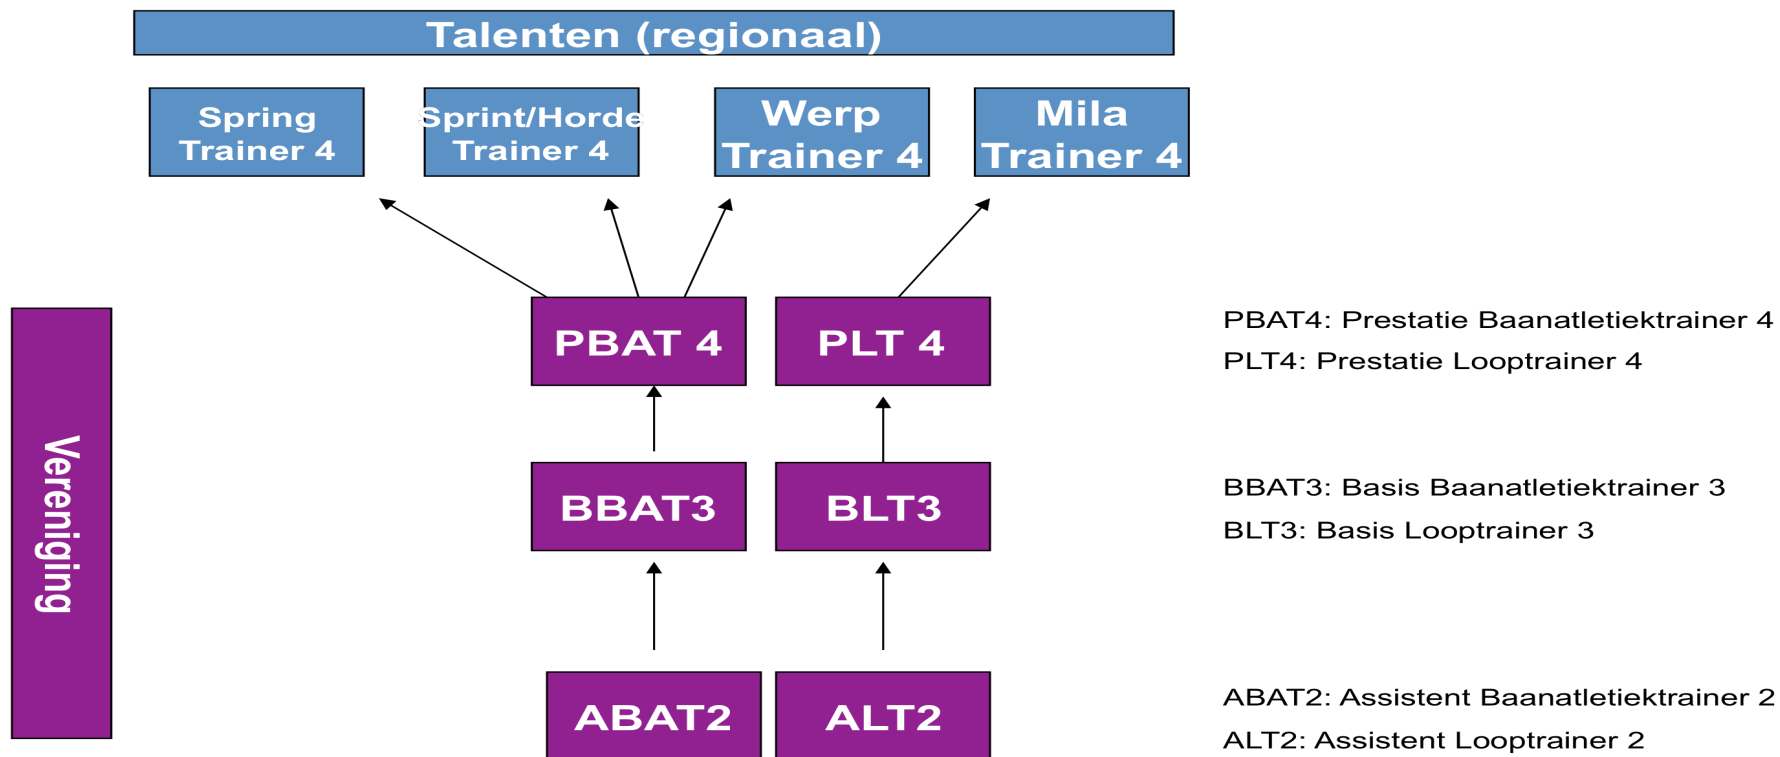 Talenten (regionaal)
Spring
Trainer 4
Sprint/Horde
Trainer 4
Werp
Trainer 4
Mila
Trainer 4
Vereniging
PBAT 4
PLT 4
PBAT4: Prestatie Baanatletiektrainer 4
PLT4: Prestatie Looptrainer 4
BBAT3
BLT3
BBAT3: Basis Baanatletiektrainer 3
BLT3: Basis Looptrainer 3
ABAT2
ALT2
ABAT2: Assistent Baanatletiektrainer 2
ALT2: Assistent Looptrainer 2